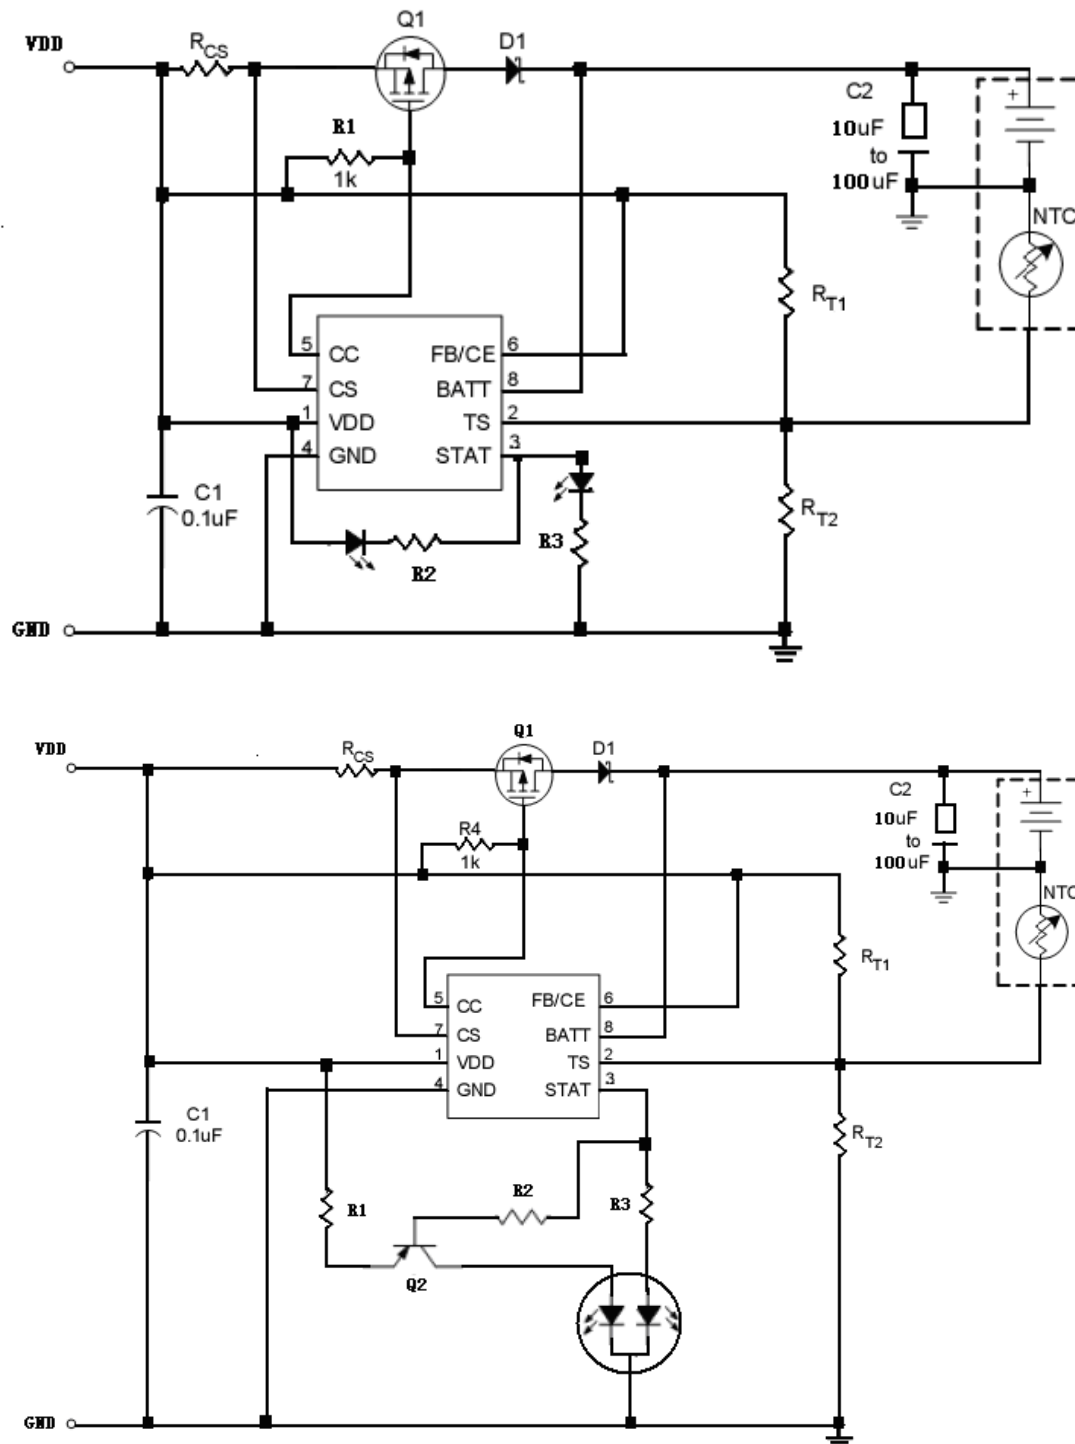 Q1
VDD
RCS
D1
R1
1k
C2
10uF
to
100uF
+
NTC
RT1
5 CC FB/CE 6
7 CS BATT 8
1 VDD TS 2
4 GND STAT 3
C1
0.1uF
R2
R3
RT2
GND
Q1
VDD
RCS
D1
R4
1k
C2
10uF
to
100uF
+
NTC
RT1
5 CC FB/CE 6
7 CS BATT 8
1 VDD TS 2
4 GND STAT 3
C1
0.1uF
RT2
R1
R2
R3
Q2
GND